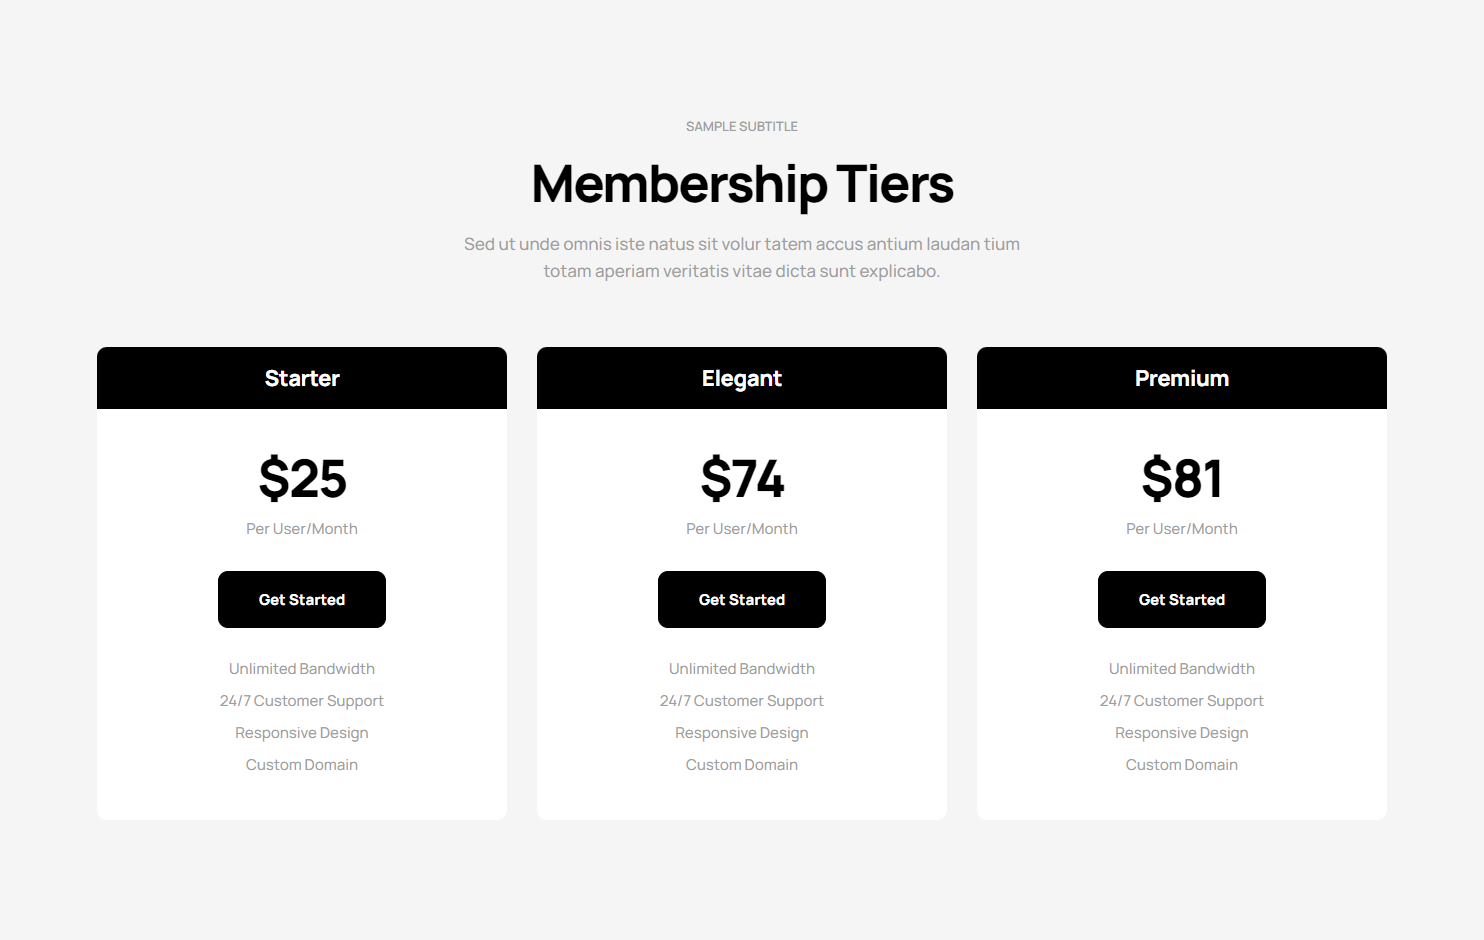 SAMPLE SUBTITLE
Membership Tiers
Sed ut unde omnis iste natus sit volur tatem accus antium laudan tium
totam aperiam veritatis vitae dicta sunt explicabo.
Starter
$25
Per User/Month
Get Started
Unlimited Bandwidth
24/7 Customer Support
Responsive Design
Custom Domain
Elegant
$74
Per User/Month
Get Started
Unlimited Bandwidth
24/7 Customer Support
Responsive Design
Custom Domain
Premium
$81
Per User/Month
Get Started
Unlimited Bandwidth
24/7 Customer Support
Responsive Design
Custom Domain